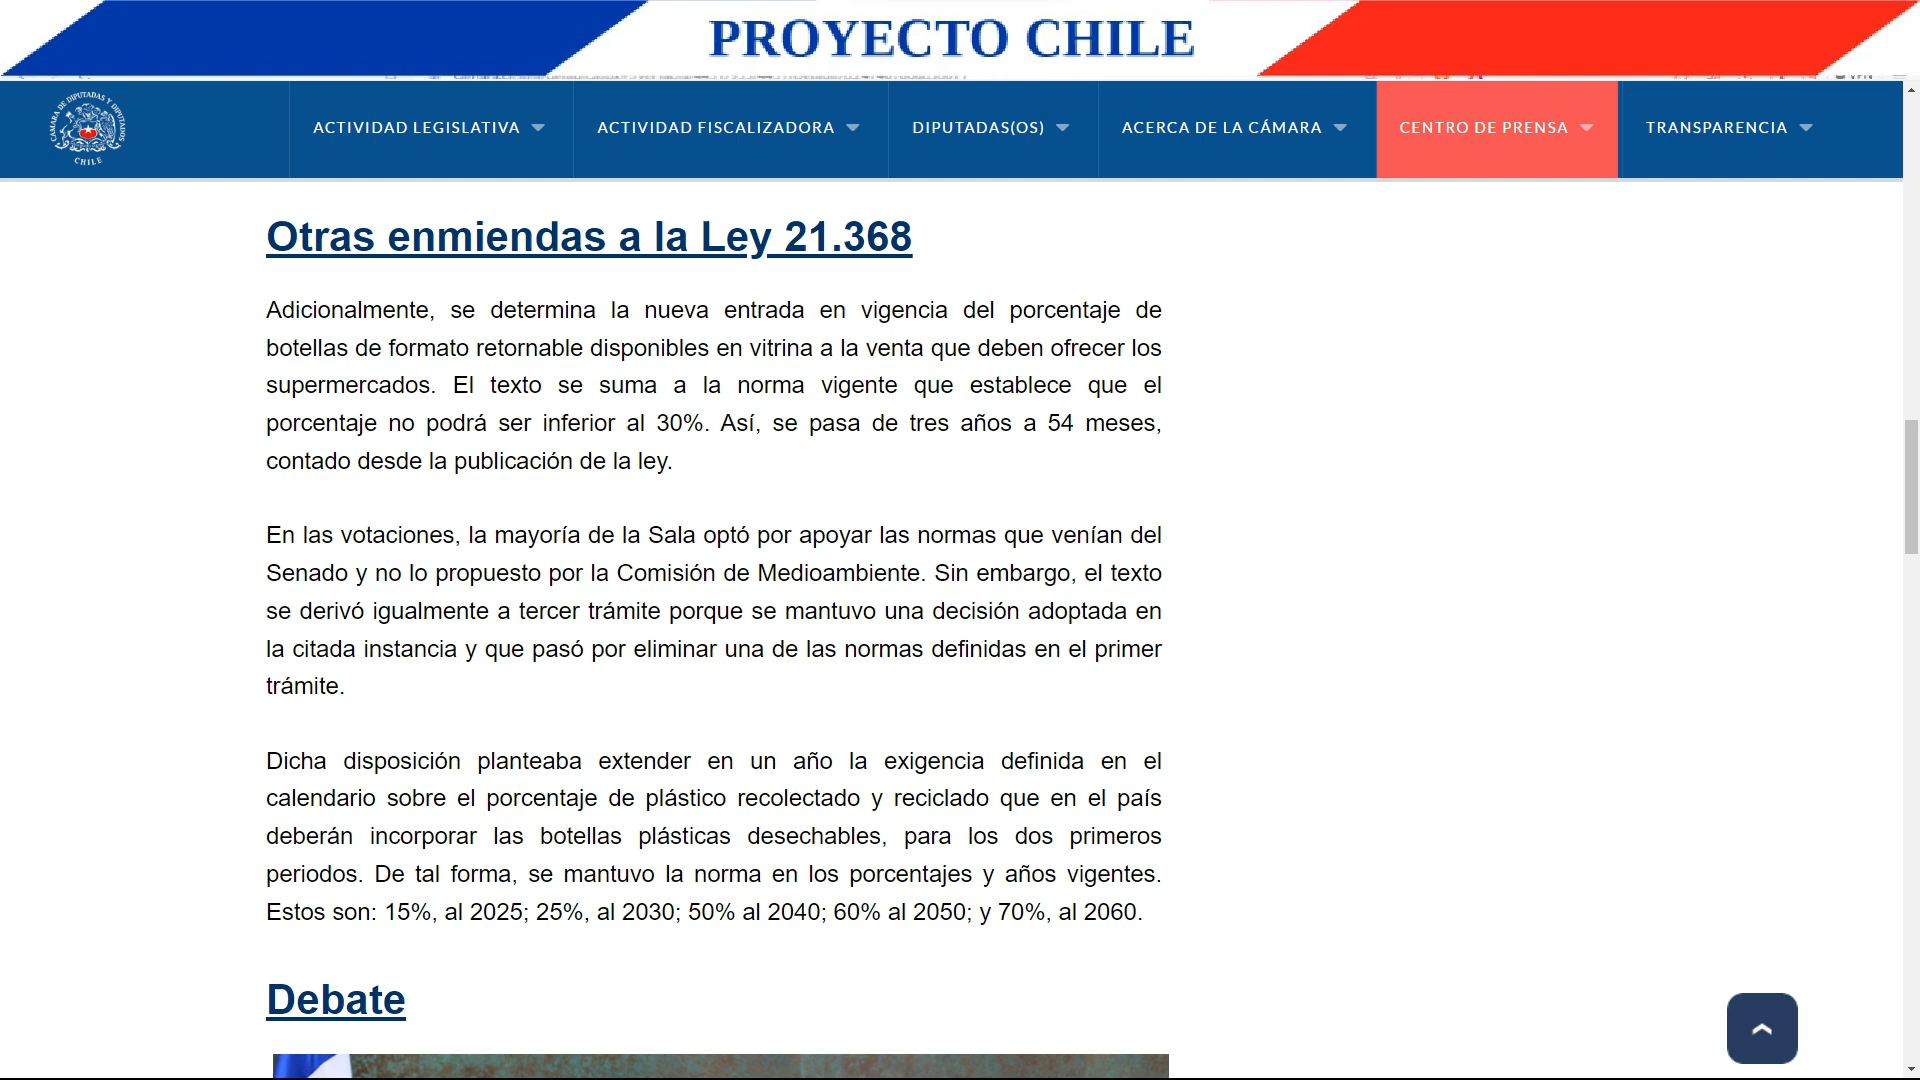 PROYECTO CHILE
CÁMARA DE DIPUTADAS Y DIPUTADOS
CHILE
ACTIVIDAD LEGISLATIVA
ACTIVIDAD FISCALIZADORA
DIPUTADAS(OS)
ACERCA DE LA CÁMARA
CENTRO DE PRENSA
TRANSPARENCIA
Otras enmiendas a la Ley 21.368
Adicionalmente, se determina la nueva entrada en vigencia del porcentaje de
botellas de formato retornable disponibles en vitrina a la venta que deben ofrecer los
supermercados. El texto se suma a la norma vigente que establece que el
porcentaje no podrá ser inferior al 30%. Así, se pasa de tres años a 54 meses,
contado desde la publicación de la ley.
En las votaciones, la mayoría de la Sala optó por apoyar las normas que venían del
Senado y no lo propuesto por la Comisión de Medioambiente. Sin embargo, el texto
se derivó igualmente a tercer trámite porque se mantuvo una decisión adoptada en
la citada instancia y que pasó por eliminar una de las normas definidas en el primer
trámite.
Dicha disposición planteaba extender en un año la exigencia definida en el
calendario sobre el porcentaje de plástico recolectado y reciclado que en el país
deberán incorporar las botellas plásticas desechables, para los dos primeros
periodos. De tal forma, se mantuvo la norma en los porcentajes y años vigentes.
Estos son: 15%, al 2025; 25%, al 2030; 50% al 2040; 60% al 2050; y 70%, al 2060.
Debate